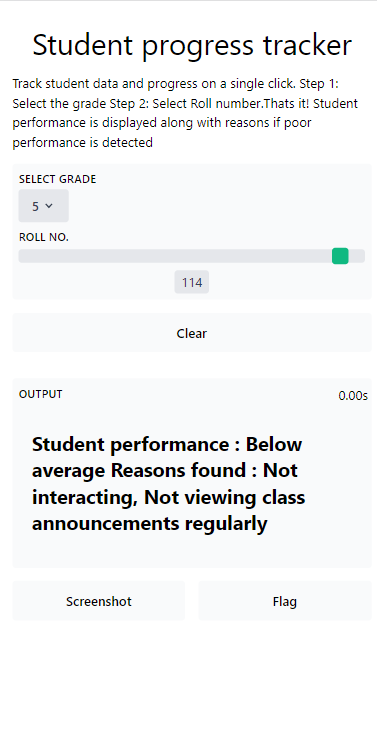 Student progress tracker
Track student data and progress on a single click. Step 1:
Select the grade Step 2: Select Roll number.Thats it! Student
performance is displayed along with reasons if poor
performance is detected
SELECT GRADE
5
ROLL NO.
114
Clear
OUTPUT 0.00s
Student performance : Below
average Reasons found : Not
interacting, Not viewing class
announcements regularly
Screenshot Flag